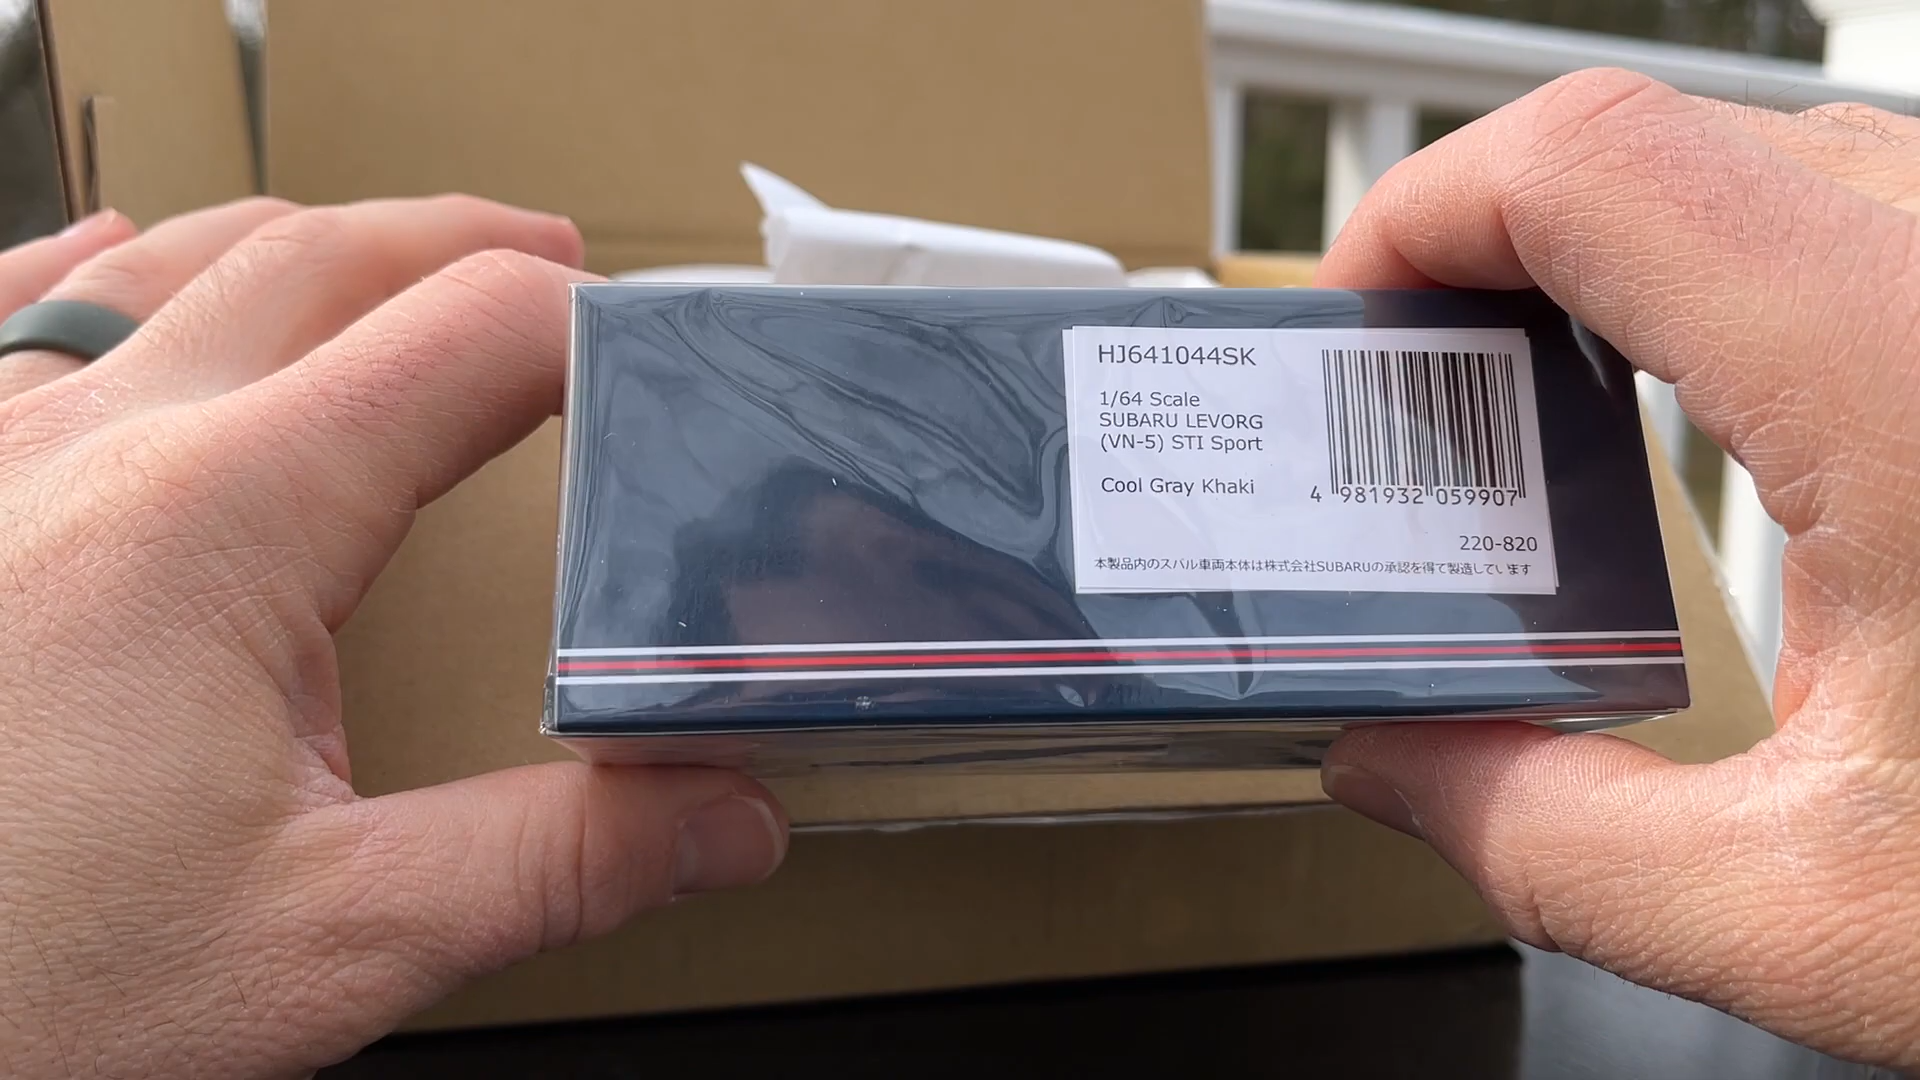 HJ641044SK
1/64 Scale
SUBARU LEVORG
(VN-5) STI Sport
Cool Gray Khaki
4 981932 059907
220-820
本製品内のスバル車両本体は株式会社SUBARUの承認を得て製造しています